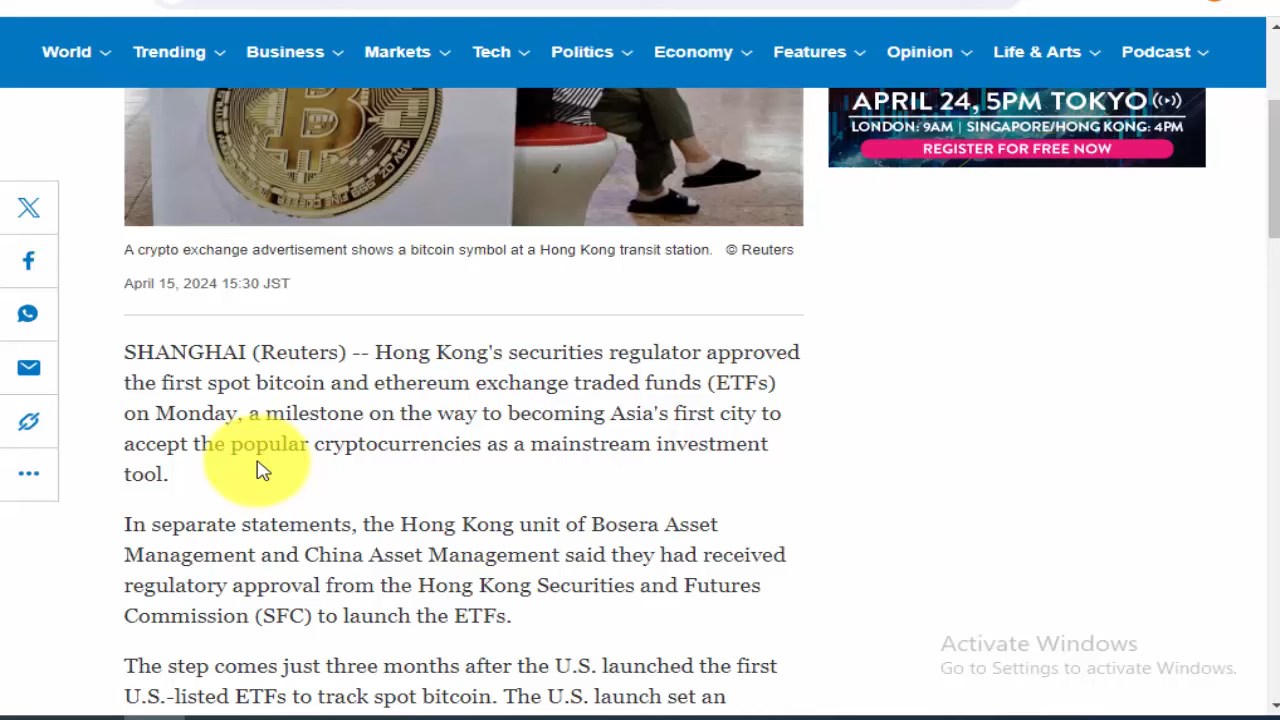 World Trending Business Markets Tech Politics Economy Features Opinion Life & Arts Podcast
APRIL 24, 5PM TOKYO
LONDON: 9AM | SINGAPORE/HONG KONG: 4PM
REGISTER FOR FREE NOW
A crypto exchange advertisement shows a bitcoin symbol at a Hong Kong transit station. © Reuters
April 15, 2024 15:30 JST
SHANGHAI (Reuters) -- Hong Kong's securities regulator approved
the first spot bitcoin and ethereum exchange traded funds (ETFs)
on Monday, a milestone on the way to becoming Asia's first city to
accept the popular cryptocurrencies as a mainstream investment
tool.
In separate statements, the Hong Kong unit of Bosera Asset
Management and China Asset Management said they had received
regulatory approval from the Hong Kong Securities and Futures
Commission (SFC) to launch the ETFs.
The step comes just three months after the U.S. launched the first
U.S.-listed ETFs to track spot bitcoin. The U.S. launch set an
Activate Windows
Go to Settings to activate Windows.